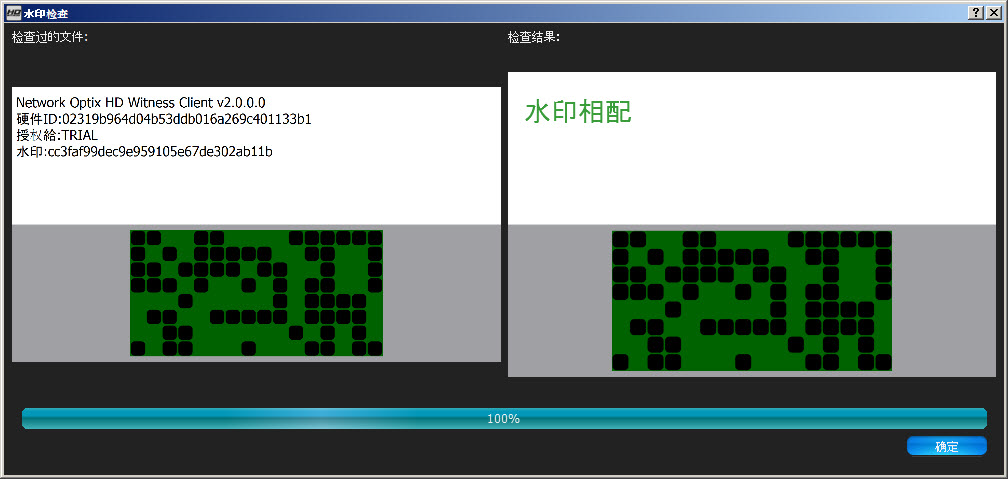 HD 水印检查
检查过的文件:
检查结果:
Network Optix HD Witness Client v2.0.0.0
硬件ID:02319b964d04b53ddb016a269c401133b1
授权給:TRIAL
水印:cc3faf99dec9e959105e67de302ab11b
水印相配
100%
确定